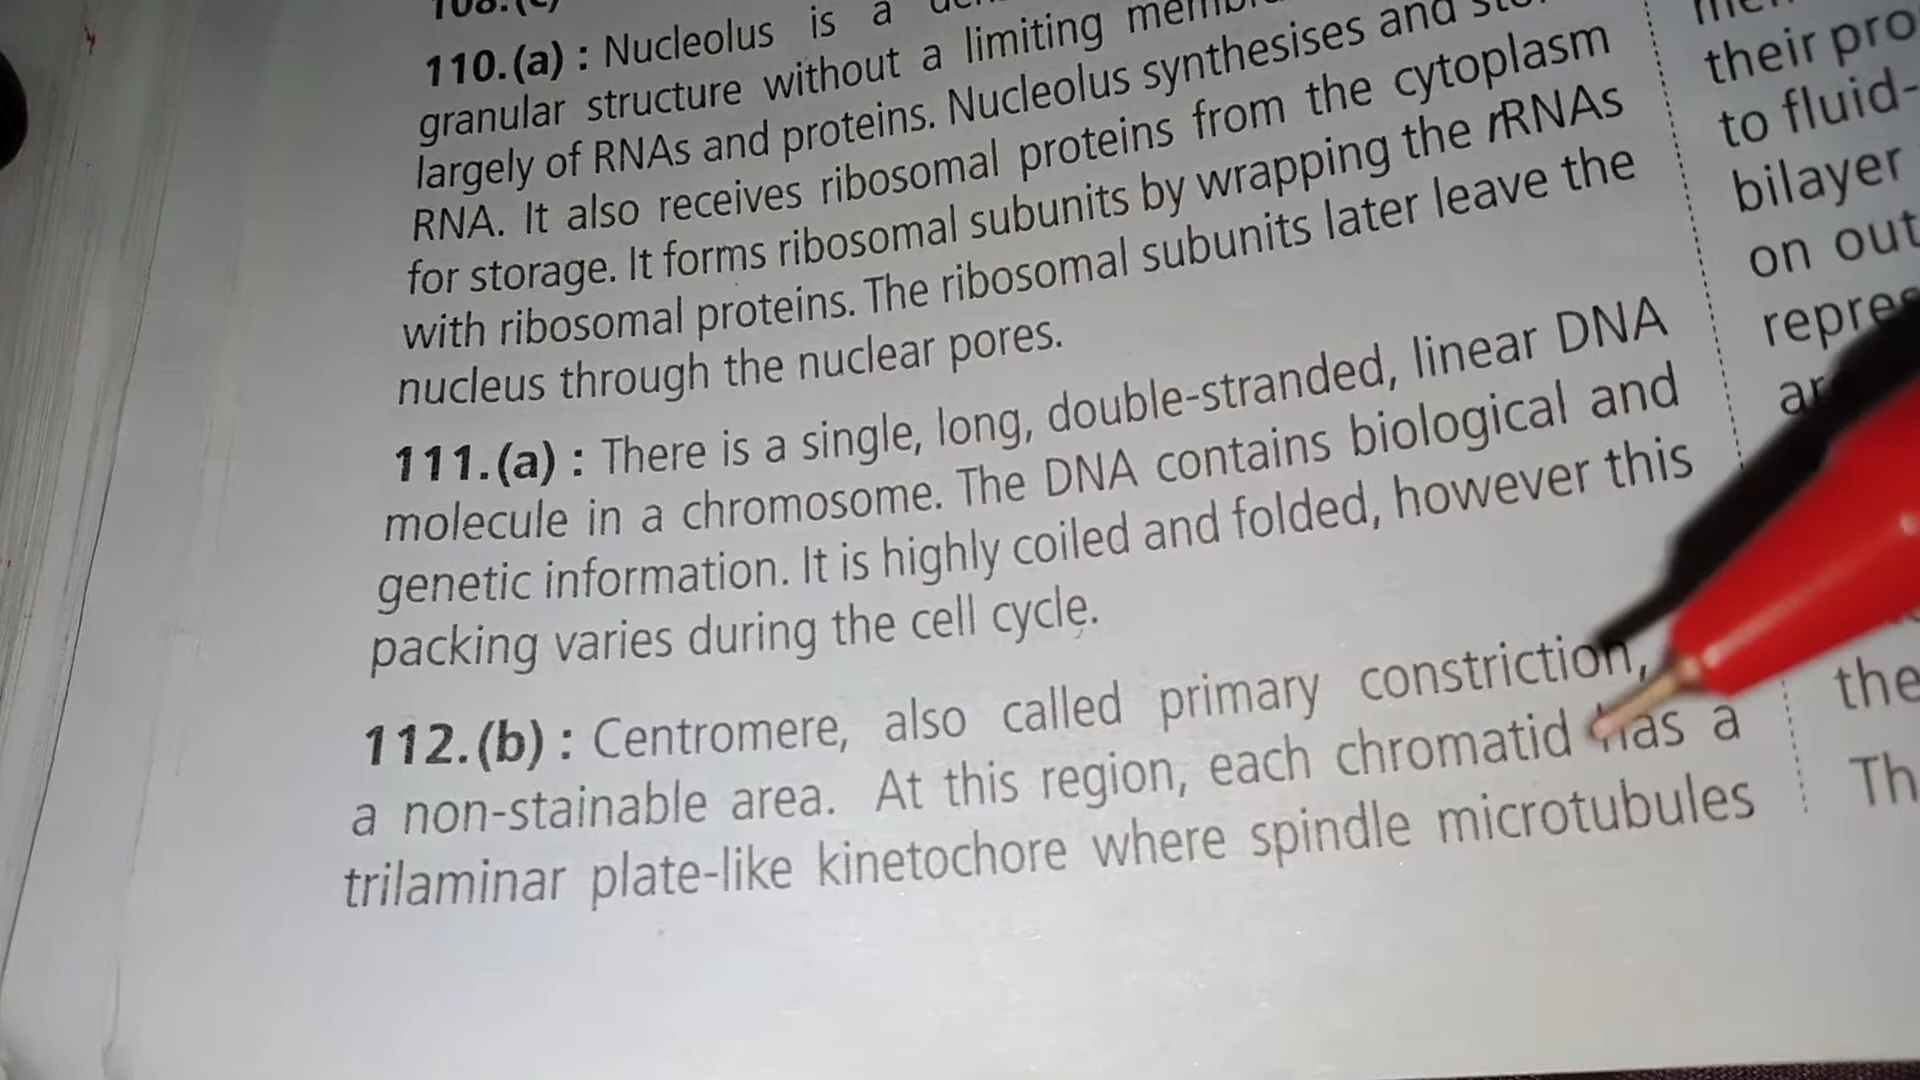 110.(a) : Nucleolus is a
granular structure without a limiting
largely of RNAs and proteins. Nucleolus synthesises and
RNA. It also receives ribosomal proteins from the cytoplasm
for storage. It forms ribosomal subunits by wrapping the rRNAs
with ribosomal proteins. The ribosomal subunits later leave the
nucleus through the nuclear pores.
111.(a) : There is a single, long, double-stranded, linear DNA
molecule in a chromosome. The DNA contains biological and
genetic information. It is highly coiled and folded, however this
packing varies during the cell cycle.
112.(b) : Centromere, also called primary constriction,
a non-stainable area. At this region, each chromatid has a
trilaminar plate-like kinetochore where spindle microtubules
their
to fluid-
bilayer
on
the